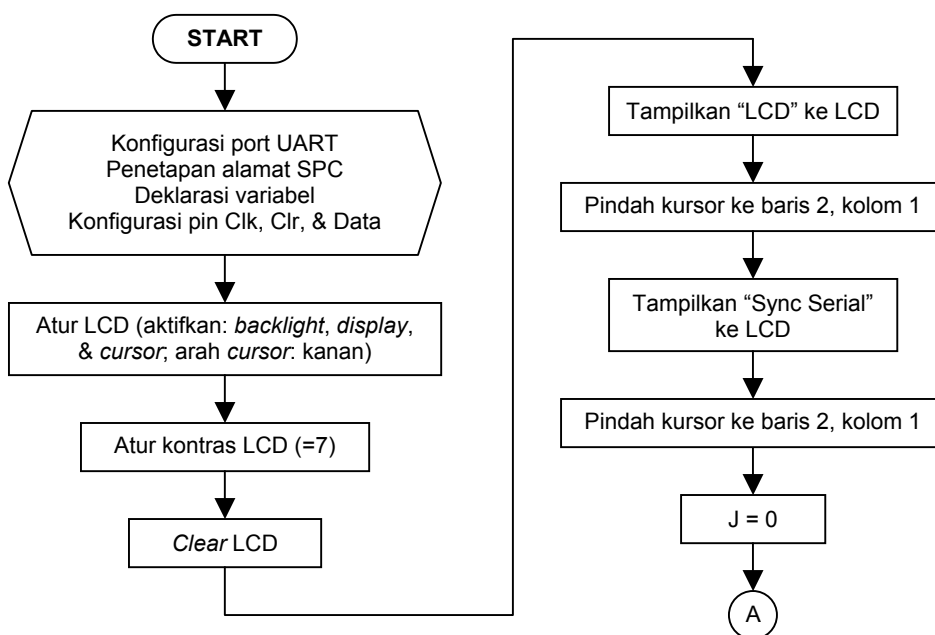 START
Konfigurasi port UART
Penetapan alamat SPC
Deklarasi variabel
Konfigurasi pin Clk, Clr, & Data
Atur LCD (aktifkan: backlight, display,
& cursor; arah cursor: kanan)
Atur kontras LCD (=7)
Clear LCD
Tampilkan “LCD” ke LCD
Pindah kursor ke baris 2, kolom 1
Tampilkan “Sync Serial”
ke LCD
Pindah kursor ke baris 2, kolom 1
J = 0
A